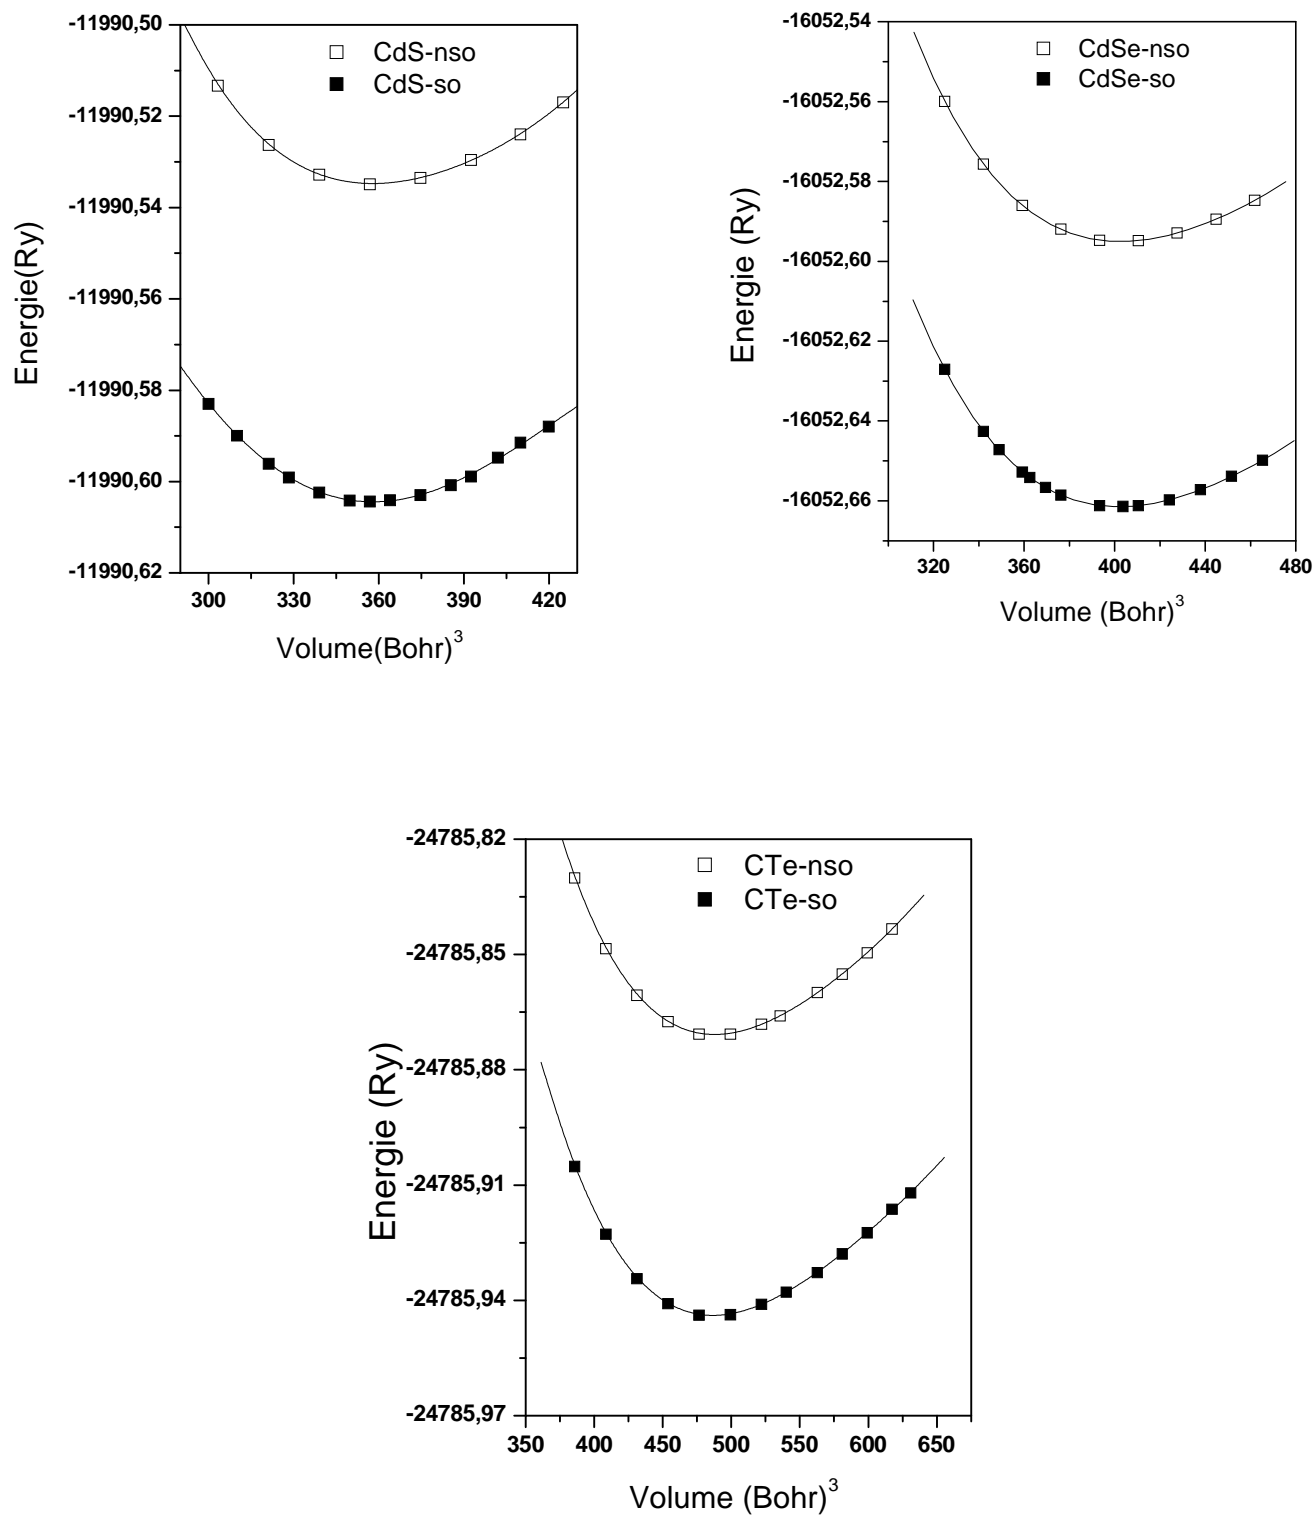 -11990,50
-11990,52
-11990,54
-11990,56
-11990,58
-11990,60
-11990,62
Energie(Ry)
CdS-nso
CdS-so
300 330 360 390 420
Volume(Bohr)³
-16052,54
-16052,56
-16052,58
-16052,60
-16052,62
-16052,64
-16052,66
Energie (Ry)
CdSe-nso
CdSe-so
320 360 400 440 480
Volume (Bohr)³
-24785,82
-24785,85
-24785,88
-24785,91
-24785,94
-24785,97
Energie (Ry)
CTe-nso
CTe-so
350 400 450 500 550 600 650
Volume (Bohr)³